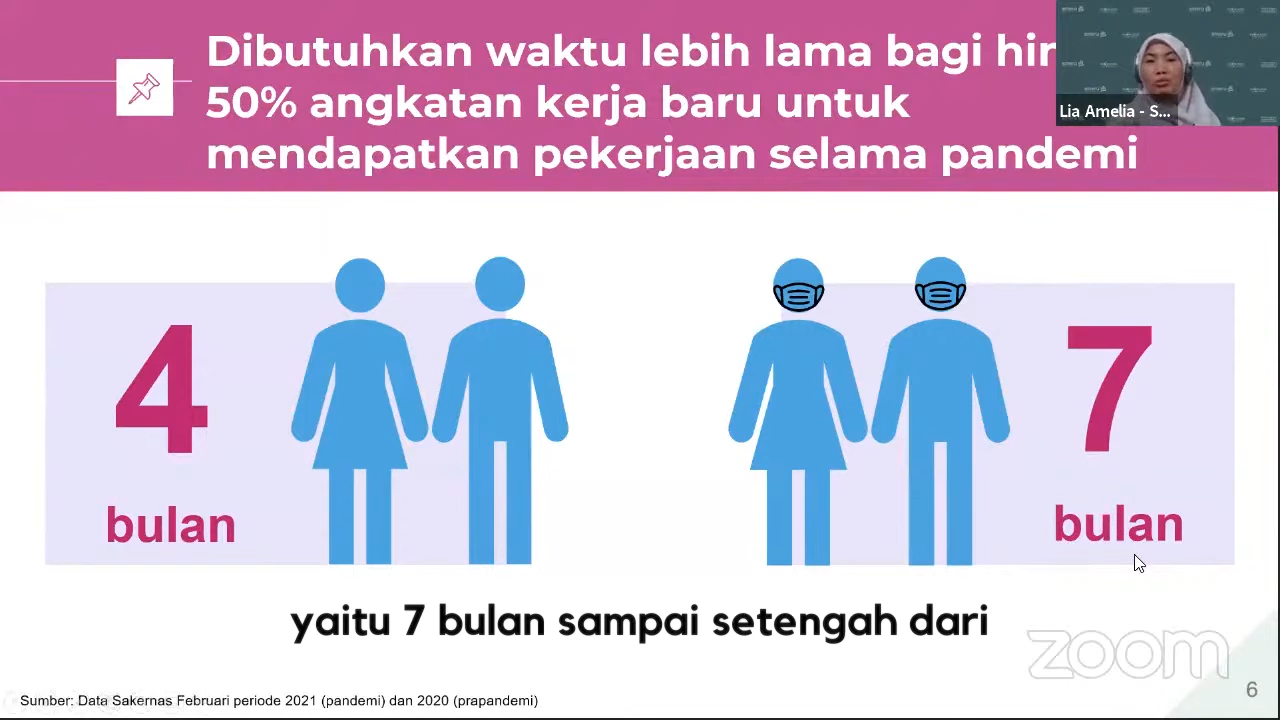 Dibutuhkan waktu lebih lama bagi
50% angkatan kerja baru untuk
mendapatkan pekerjaan selama pandemi
Lia Amelia - S...
4
bulan
7
bulan
yaitu 7 bulan sampai setengah dari
zoom
Sumber: Data Sakernas Februari periode 2021 (pandemi) dan 2020 (prapandemi)
6